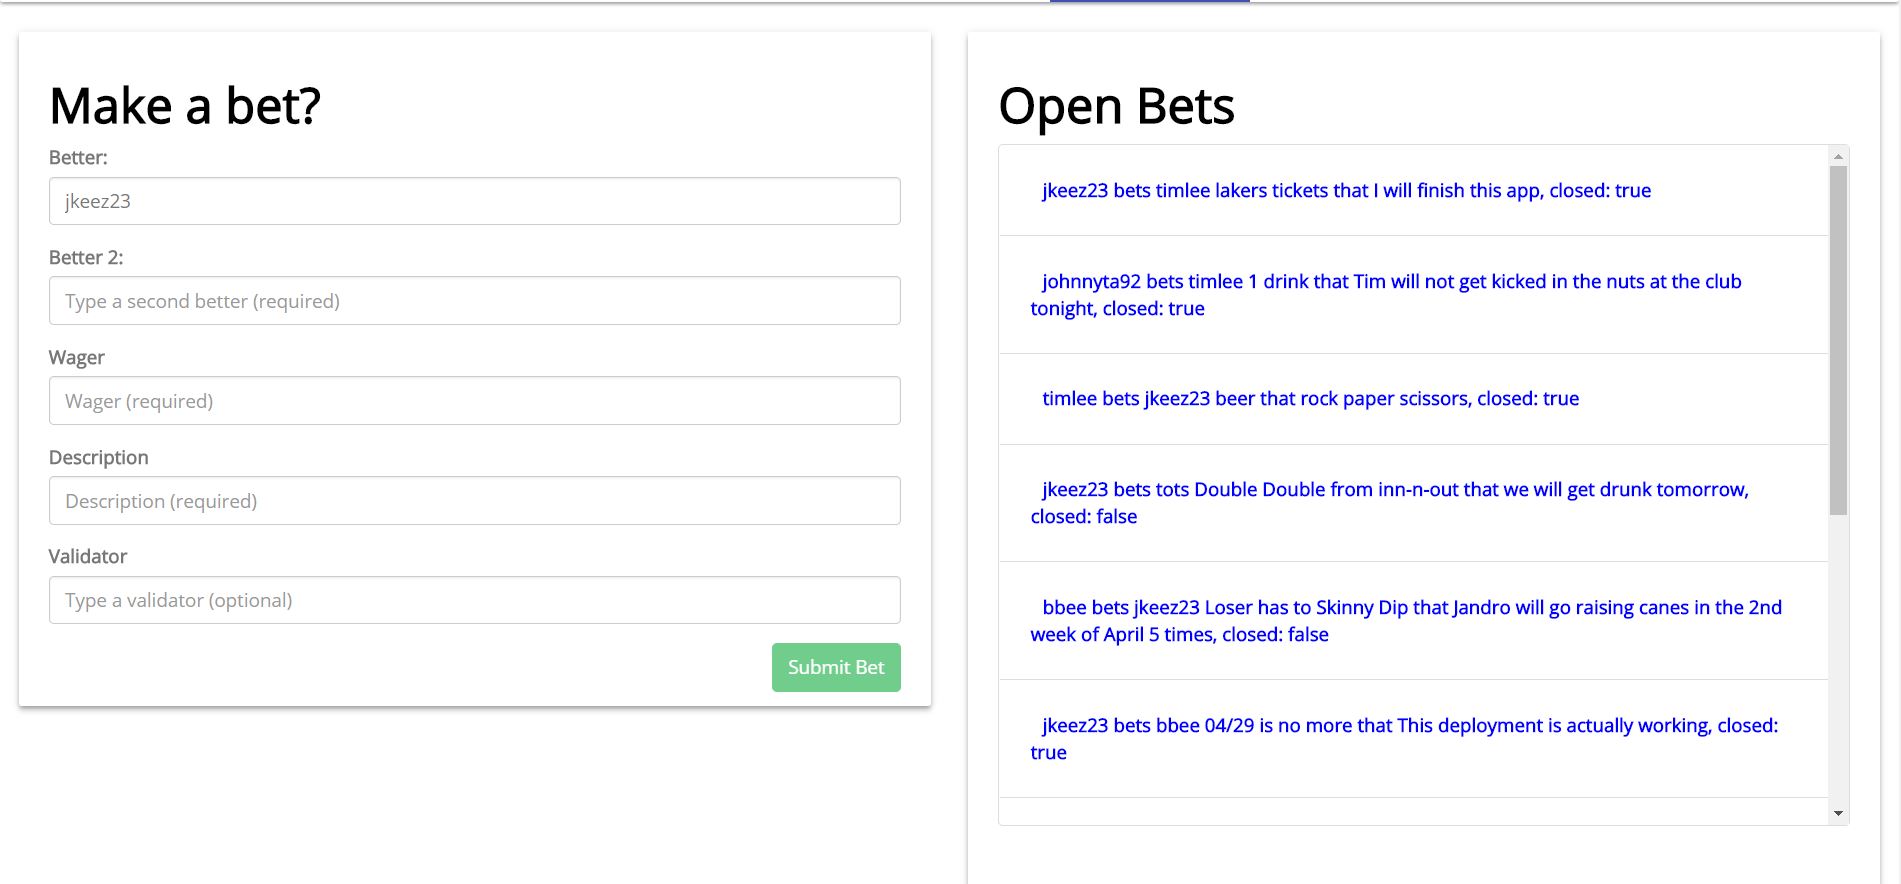 Make a bet?
Better:
jkeez23
Better 2:
Type a second better (required)
Wager
Wager (required)
Description
Description (required)
Validator
Type a validator (optional)
Submit Bet
Open Bets
jkeez23 bets timlee lakers tickets that I will finish this app, closed: true
johnnyta92 bets timlee 1 drink that Tim will not get kicked in the nuts at the club
tonight, closed: true
timlee bets jkeez23 beer that rock paper scissors, closed: true
jkeez23 bets tots Double Double from inn-n-out that we will get drunk tomorrow,
closed: false
bbee bets jkeez23 Loser has to Skinny Dip that Jandro will go raising canes in the 2nd
week of April 5 times, closed: false
jkeez23 bets bbee 04/29 is no more that This deployment is actually working, closed:
true